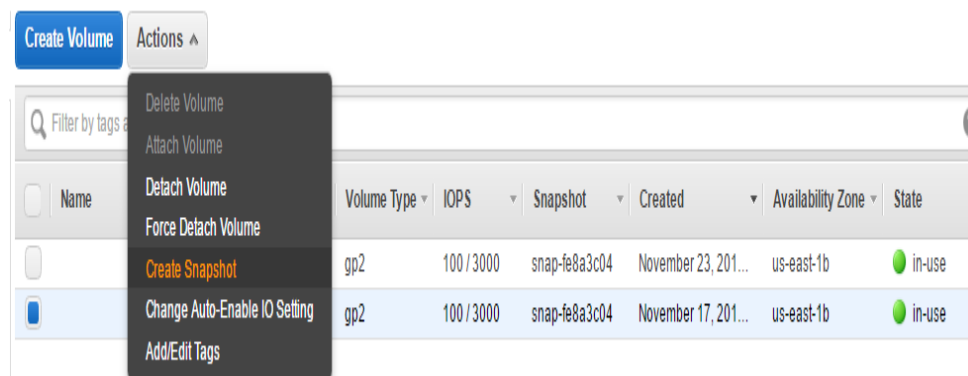 Create Volume Actions
Delete Volume
Filter by tags a
Attach Volume
Detach Volume
Name Volume Type IOPS Snapshot Created Availability Zone State
Force Detach Volume
Create Snapshot
gp2 100 / 3000 snap-fe8a3c04 November 23, 201... us-east-1b in-use
Change Auto-Enable IO Setting
gp2 100 / 3000 snap-fe8a3c04 November 17, 201... us-east-1b in-use
Add/Edit Tags